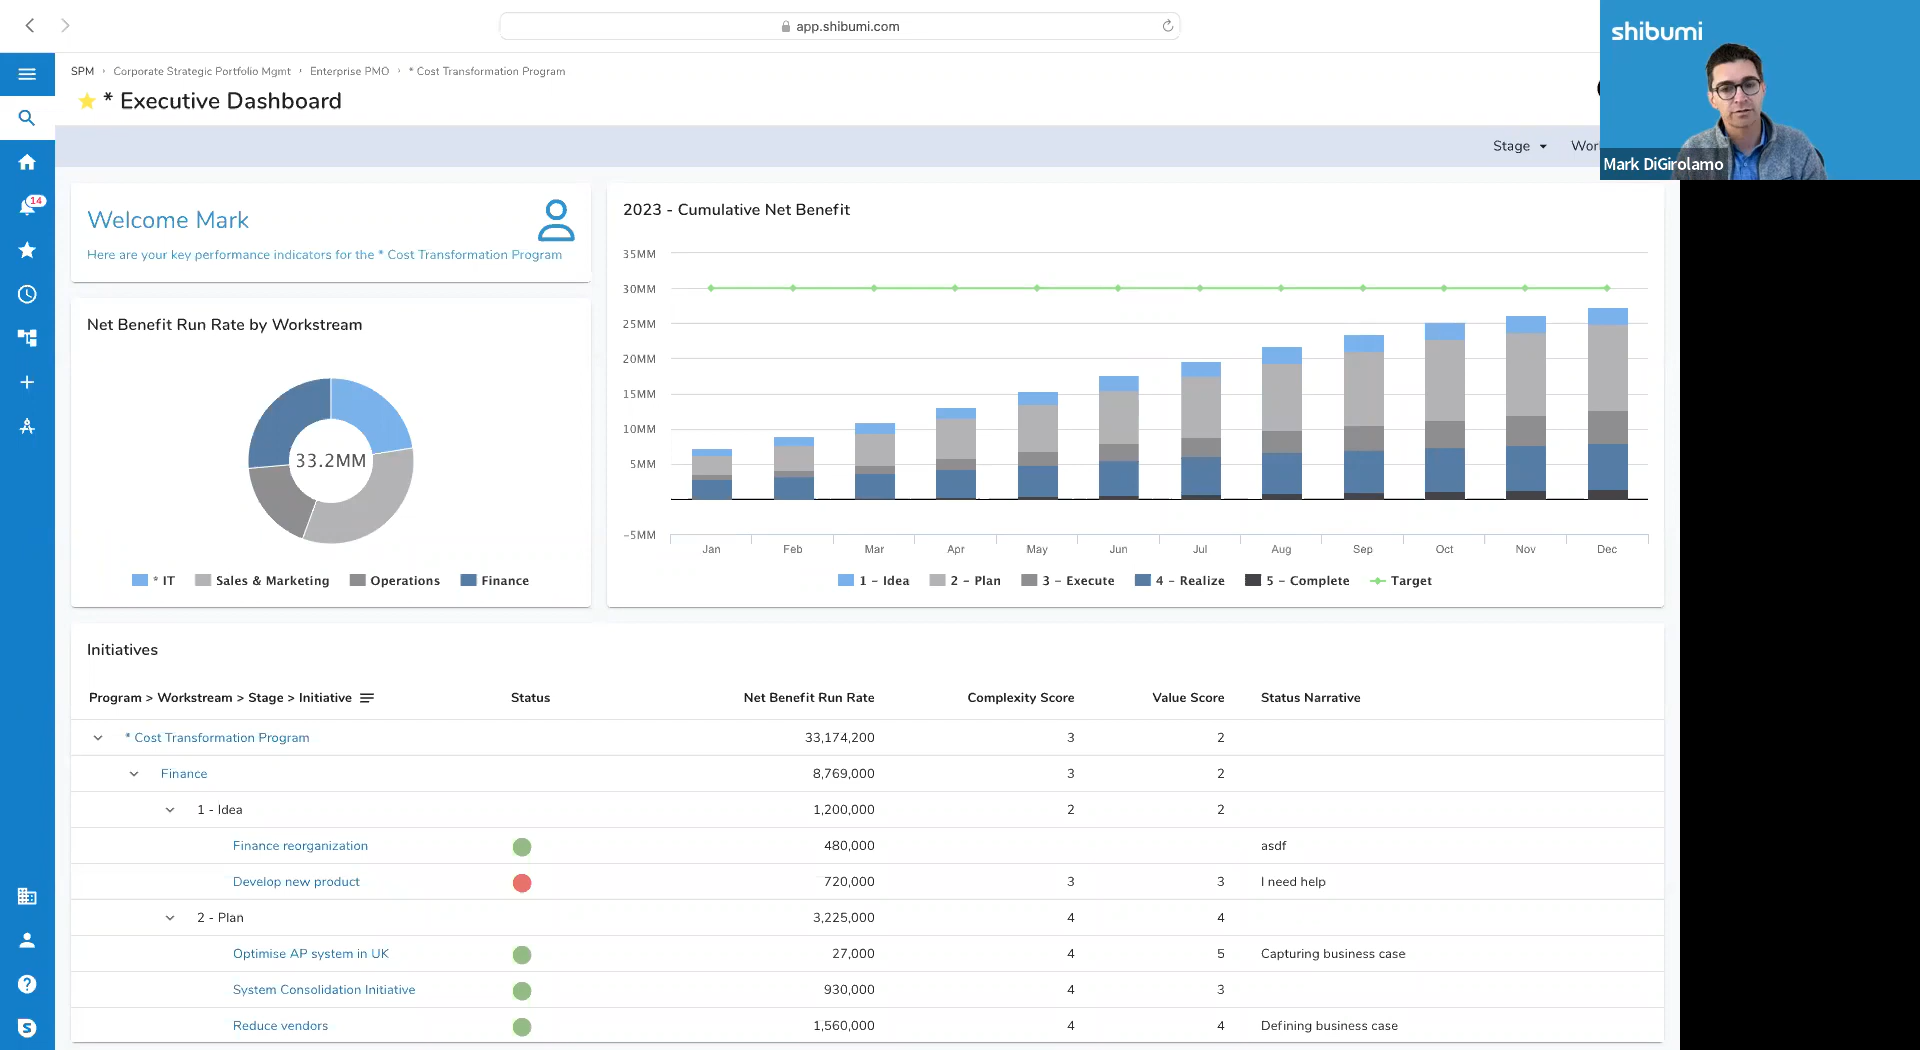 app.shibumi.com
shibumi
Mark DiGirolamo
SPM › Corporate Strategic Portfolio Mgmt › Enterprise PMO › * Cost Transformation Program
* Executive Dashboard
Stage
14
Welcome Mark
Here are your key performance indicators for the * Cost Transformation Program
Net Benefit Run Rate by Workstream
33.2MM
* IT Sales & Marketing Operations Finance
2023 - Cumulative Net Benefit
35MM
30MM
25MM
20MM
15MM
10MM
5MM
-5MM
Jan Feb Mar Apr May Jun Jul Aug Sep Oct Nov Dec
1 - Idea 2 - Plan 3 - Execute 4 - Realize 5 - Complete Target
Initiatives
Program > Workstream > Stage > Initiative Status Net Benefit Run Rate Complexity Score Value Score Status Narrative
* Cost Transformation Program 33,174,200 3 2
Finance 8,769,000 3 2
1 - Idea 1,200,000 2 2
Finance reorganization 480,000 asdf
Develop new product 720,000 3 3 I need help
2 - Plan 3,225,000 4 4
Optimise AP system in UK 27,000 4 5 Capturing business case
System Consolidation Initiative 930,000 4 3
Reduce vendors 1,560,000 4 4 Defining business case